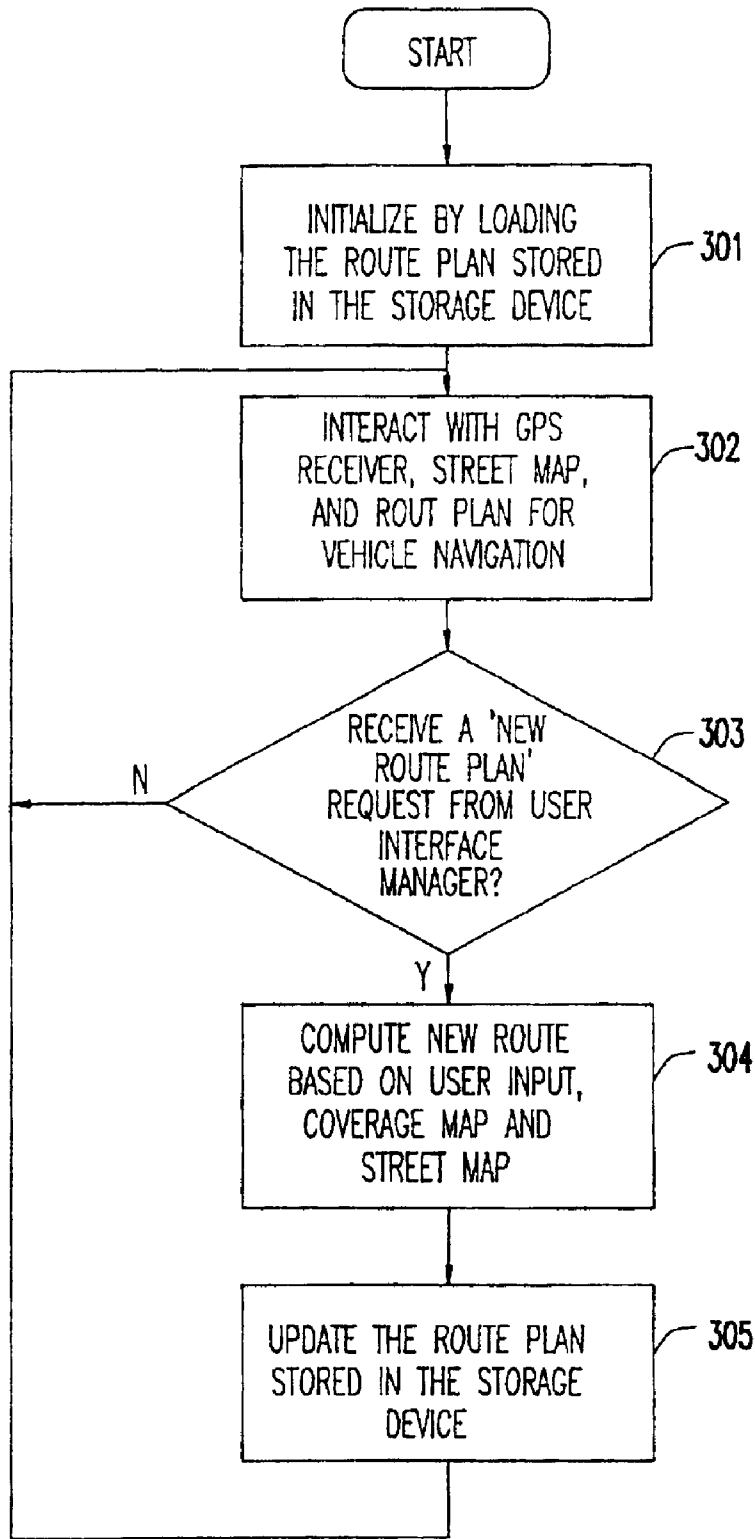 START
INITIALIZE BY LOADING
THE ROUTE PLAN STORED
IN THE STORAGE DEVICE
301
INTERACT WITH GPS
RECEIVER, STREET MAP,
AND ROUT PLAN FOR
VEHICLE NAVIGATION
302
RECEIVE A 'NEW
ROUTE PLAN'
REQUEST FROM USER
INTERFACE
MANAGER?
303
N
Y
COMPUTE NEW ROUTE
BASED ON USER INPUT,
COVERAGE MAP AND
STREET MAP
304
UPDATE THE ROUTE PLAN
STORED IN THE STORAGE
DEVICE
305